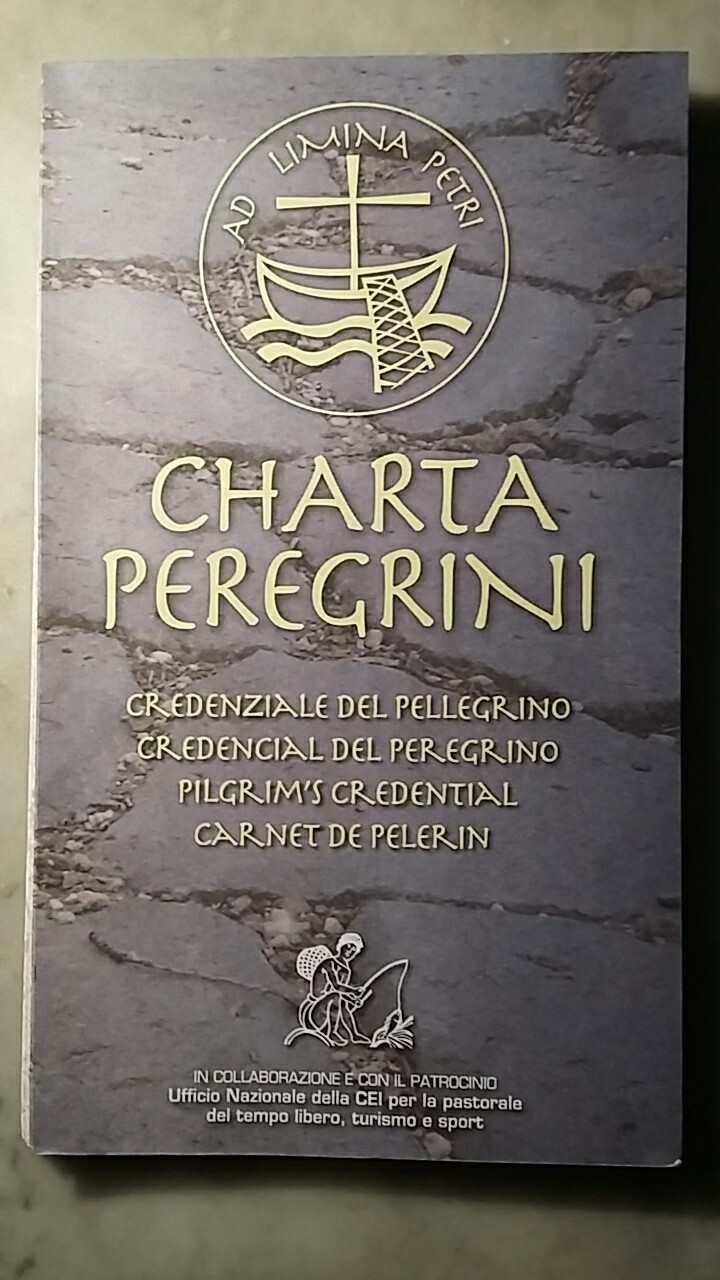 AD LIMINA PETRI
CHARTA
PEREGRINI
CREDENZIALE DEL PELLEGRINO
CREDENCIAL DEL PEREGRINO
PILGRIM'S CREDENTIAL
CARNET DE PELERIN
IN COLLABORAZIONE E CON IL PATROCINIO
Ufficio Nazionale della CEI per la pastorale
del tempo libero, turismo e sport